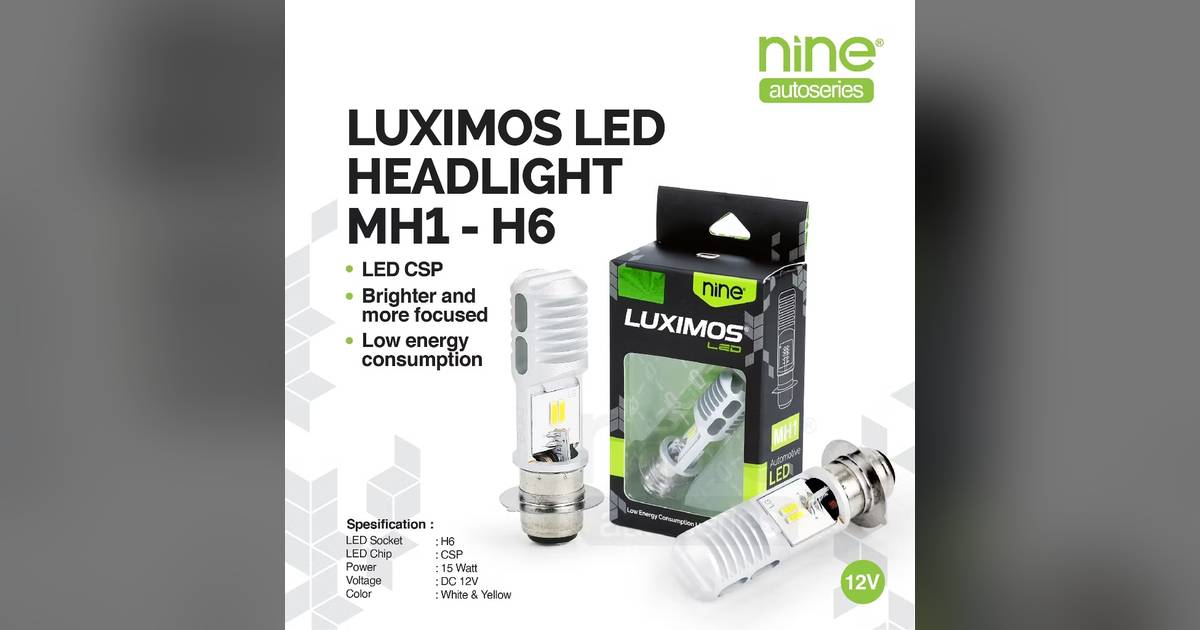 nine®
autoseries
LUXIMOS LED
HEADLIGHT
MH1 - H6
• LED CSP
• Brighter and
more focused
• Low energy
consumption
nine
LUXIMOS®
LED
MH1
Automotive
LED
Low Energy Consumption
Spesification :
LED Socket : H6
LED Chip : CSP
Power : 15 Watt
Voltage : DC 12V
Color : White & Yellow
12V